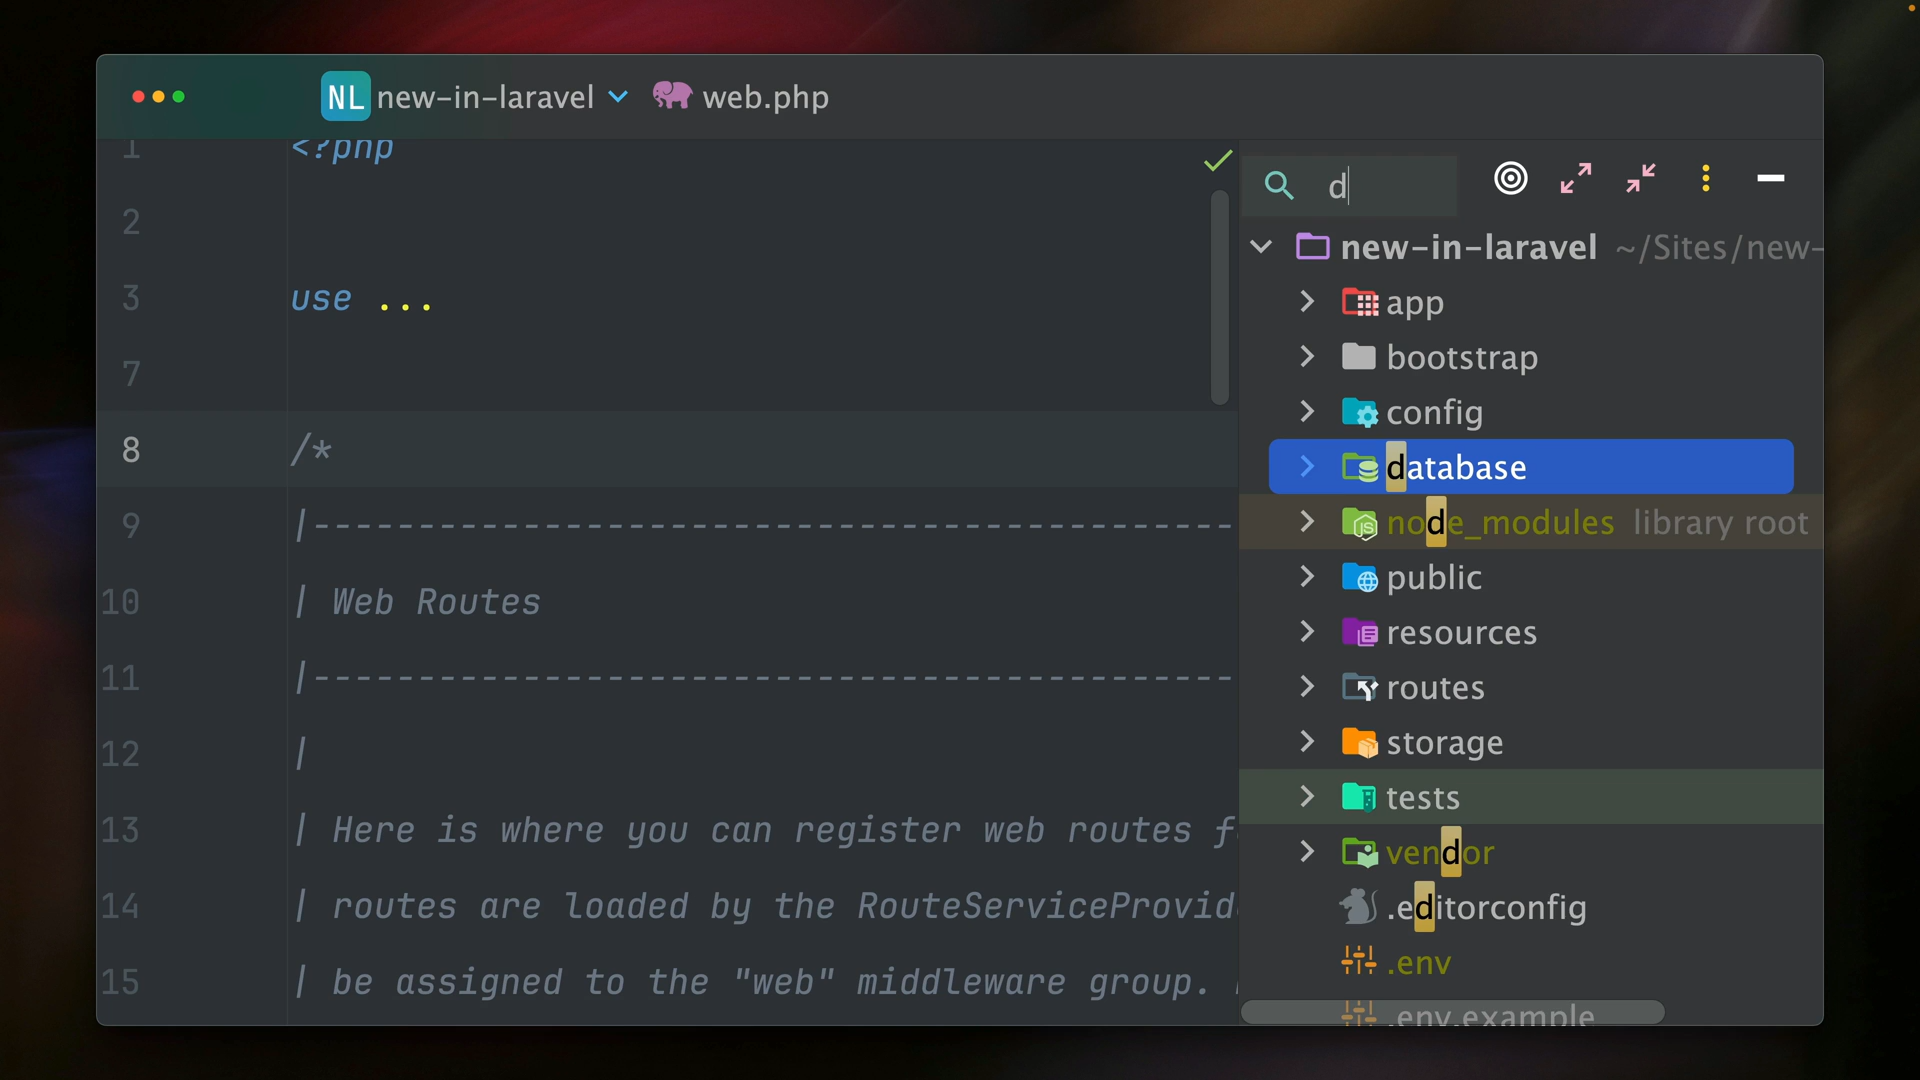 NL new-in-laravel web.php
1 <?php
2
3 use ...
7
8 /*
9 |--------------------------------------------
10 | Web Routes
11 |--------------------------------------------
12 |
13 | Here is where you can register web routes f
14 | routes are loaded by the RouteServiceProvid
15 | be assigned to the "web" middleware group.
d
new-in-laravel ~/Sites/new-
app
bootstrap
config
database
node_modules library root
JS
public
resources
routes
storage
tests
vendor
.editorconfig
.env
.env.example